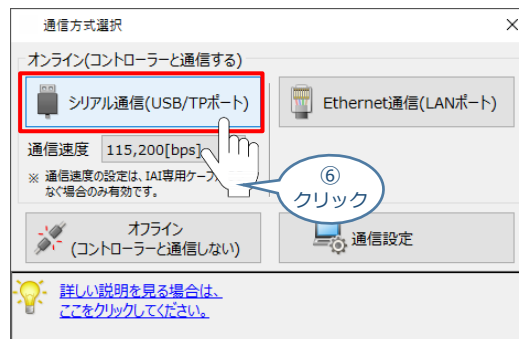 通信方式選択
オンライン(コントローラーと通信する)
シリアル通信(USB/TPポート)
Ethernet通信(LANポート)
通信速度 115,200[bps]
※ 通信速度の設定は、IAI専用ケーブル
なぐ場合のみ有効です。
⑥
クリック
オフライン
(コントローラーと通信しない)
通信設定
詳しい説明を見る場合は、
ここをクリックしてください。